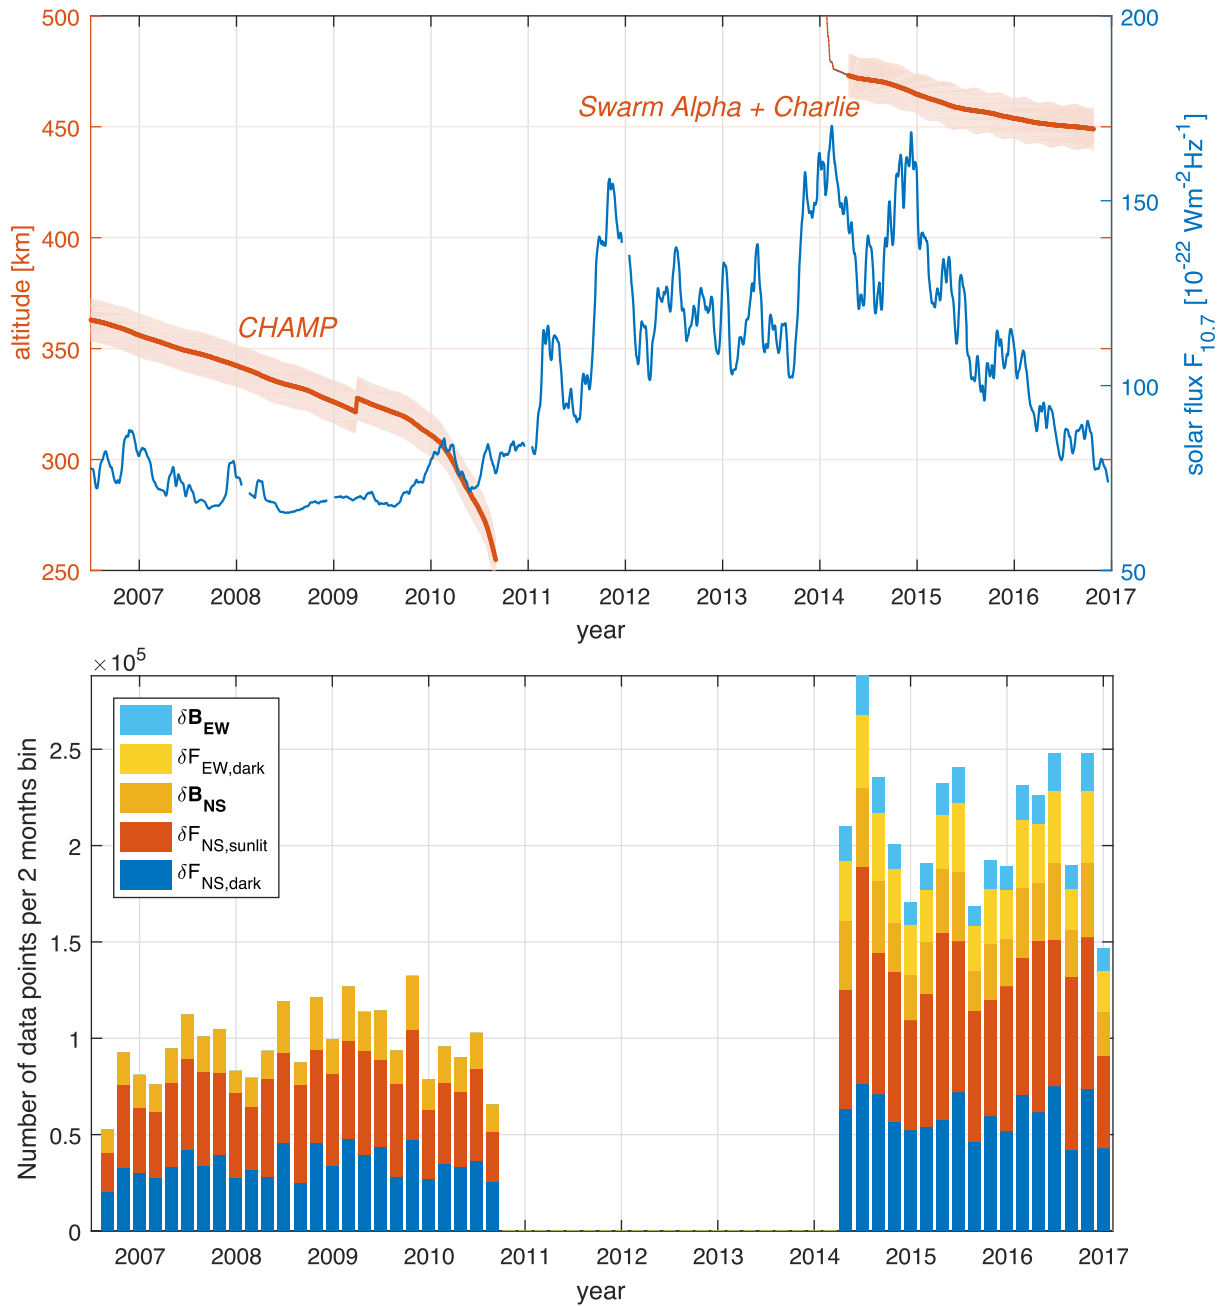 500
450
400
350
300
250
altitude [km]
200
150
100
50
solar flux F10.7 [10-22 Wm-2Hz-1]
Swarm Alpha + Charlie
CHAMP
2007 2008 2009 2010 2011 2012 2013 2014 2015 2016 2017
year
×105
2.5
2
1.5
1
0.5
0
Number of data points per 2 months bin
δBEW
δFEW,dark
δBNS
δFNS,sunlit
δFNS,dark
2007 2008 2009 2010 2011 2012 2013 2014 2015 2016 2017
year